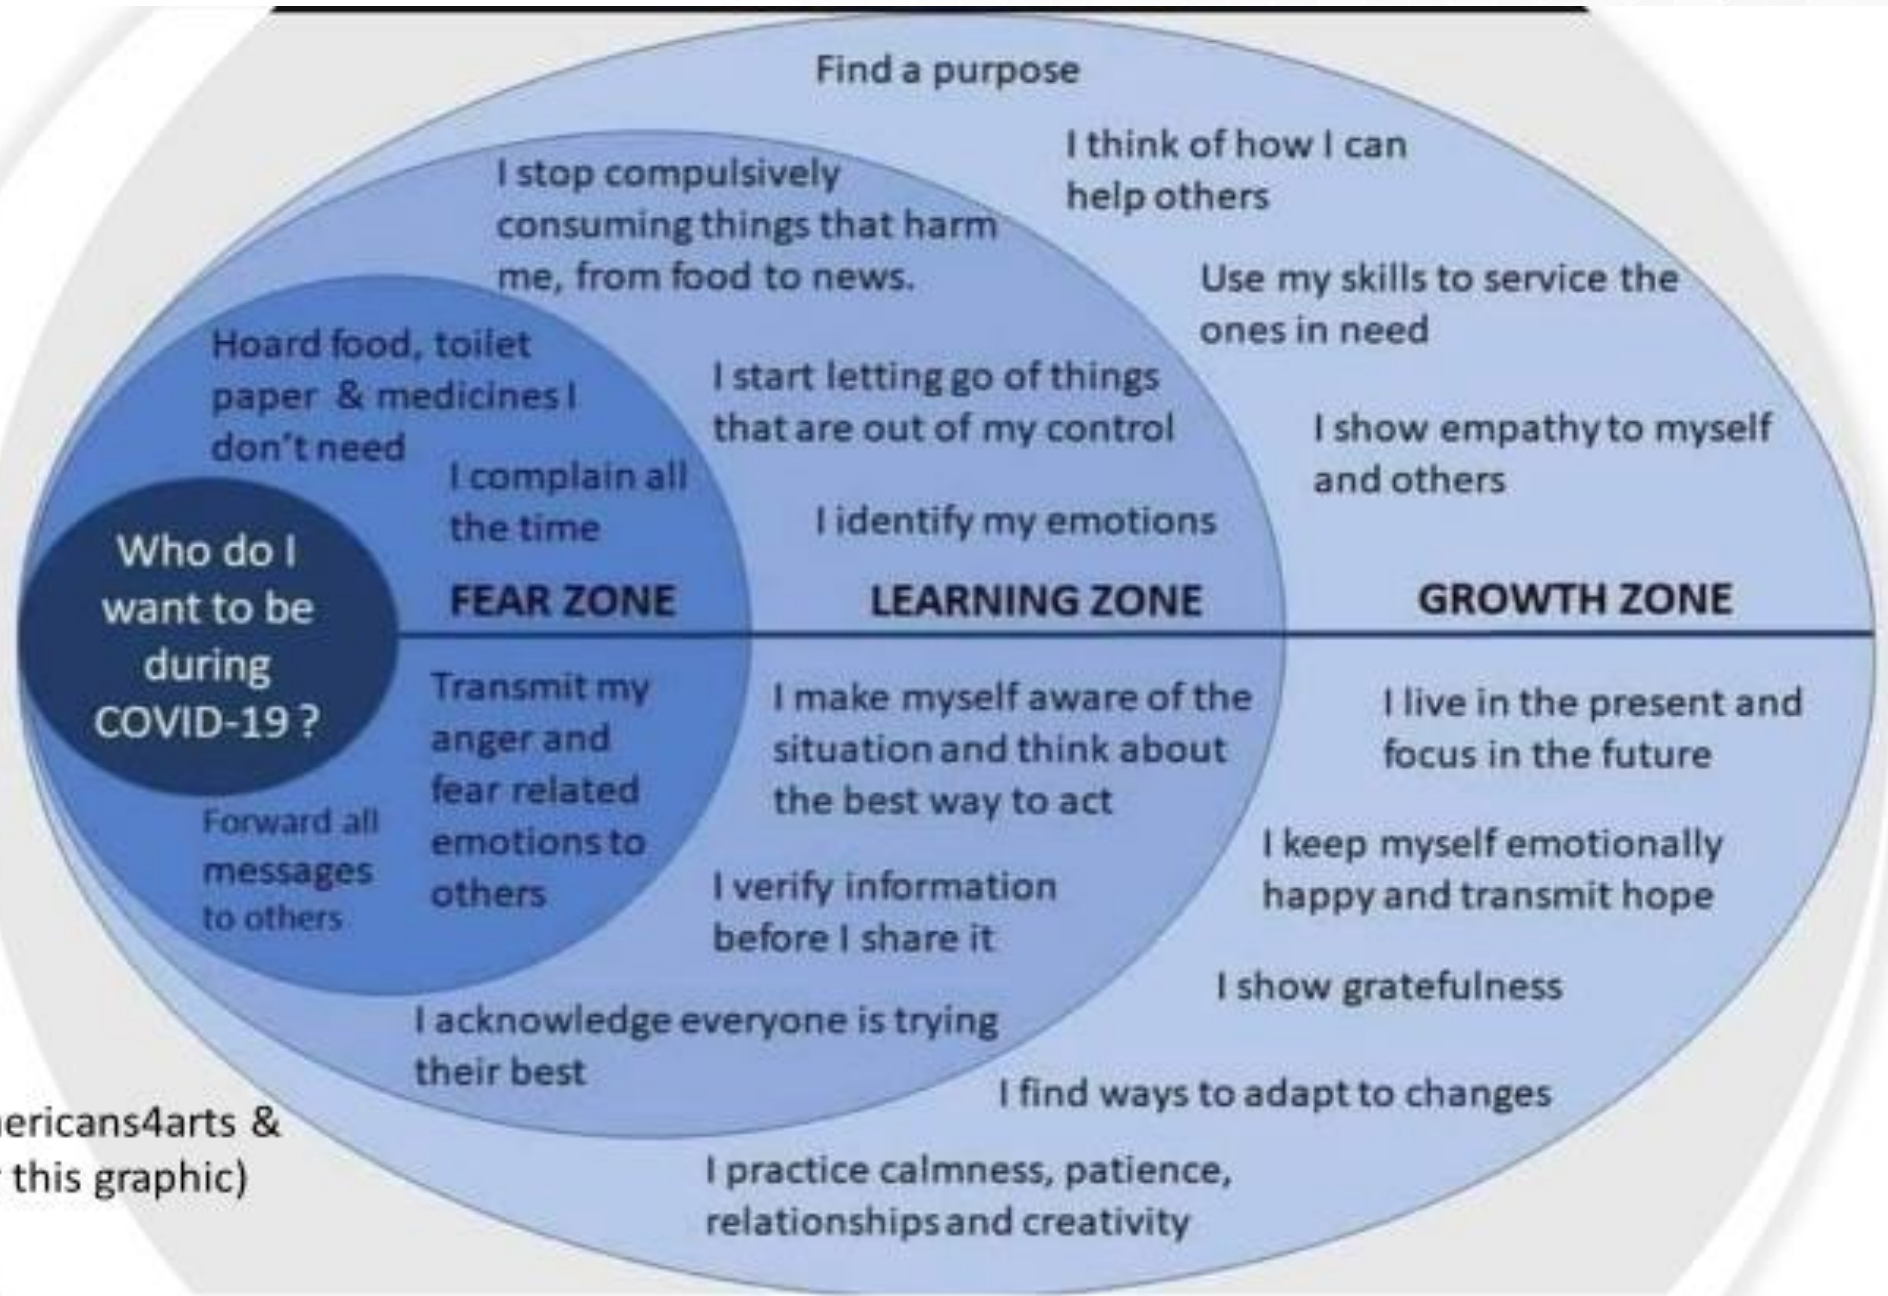 Find a purpose
I think of how I can
help others
Use my skills to service the
ones in need
I show empathy to myself
and others
I stop compulsively
consuming things that harm
me, from food to news.
I start letting go of things
that are out of my control
I identify my emotions
Hoard food, toilet
paper & medicines I
don't need
I complain all
the time
Who do I
want to be
during
COVID-19 ?
FEAR ZONE
LEARNING ZONE
GROWTH ZONE
Transmit my
anger and
fear related
emotions to
others
Forward all
messages
to others
I make myself aware of the
situation and think about
the best way to act
I verify information
before I share it
I acknowledge everyone is trying
their best
I live in the present and
focus in the future
I keep myself emotionally
happy and transmit hope
I show gratefulness
I find ways to adapt to changes
I practice calmness, patience,
relationships and creativity
ericans4arts &
this graphic)